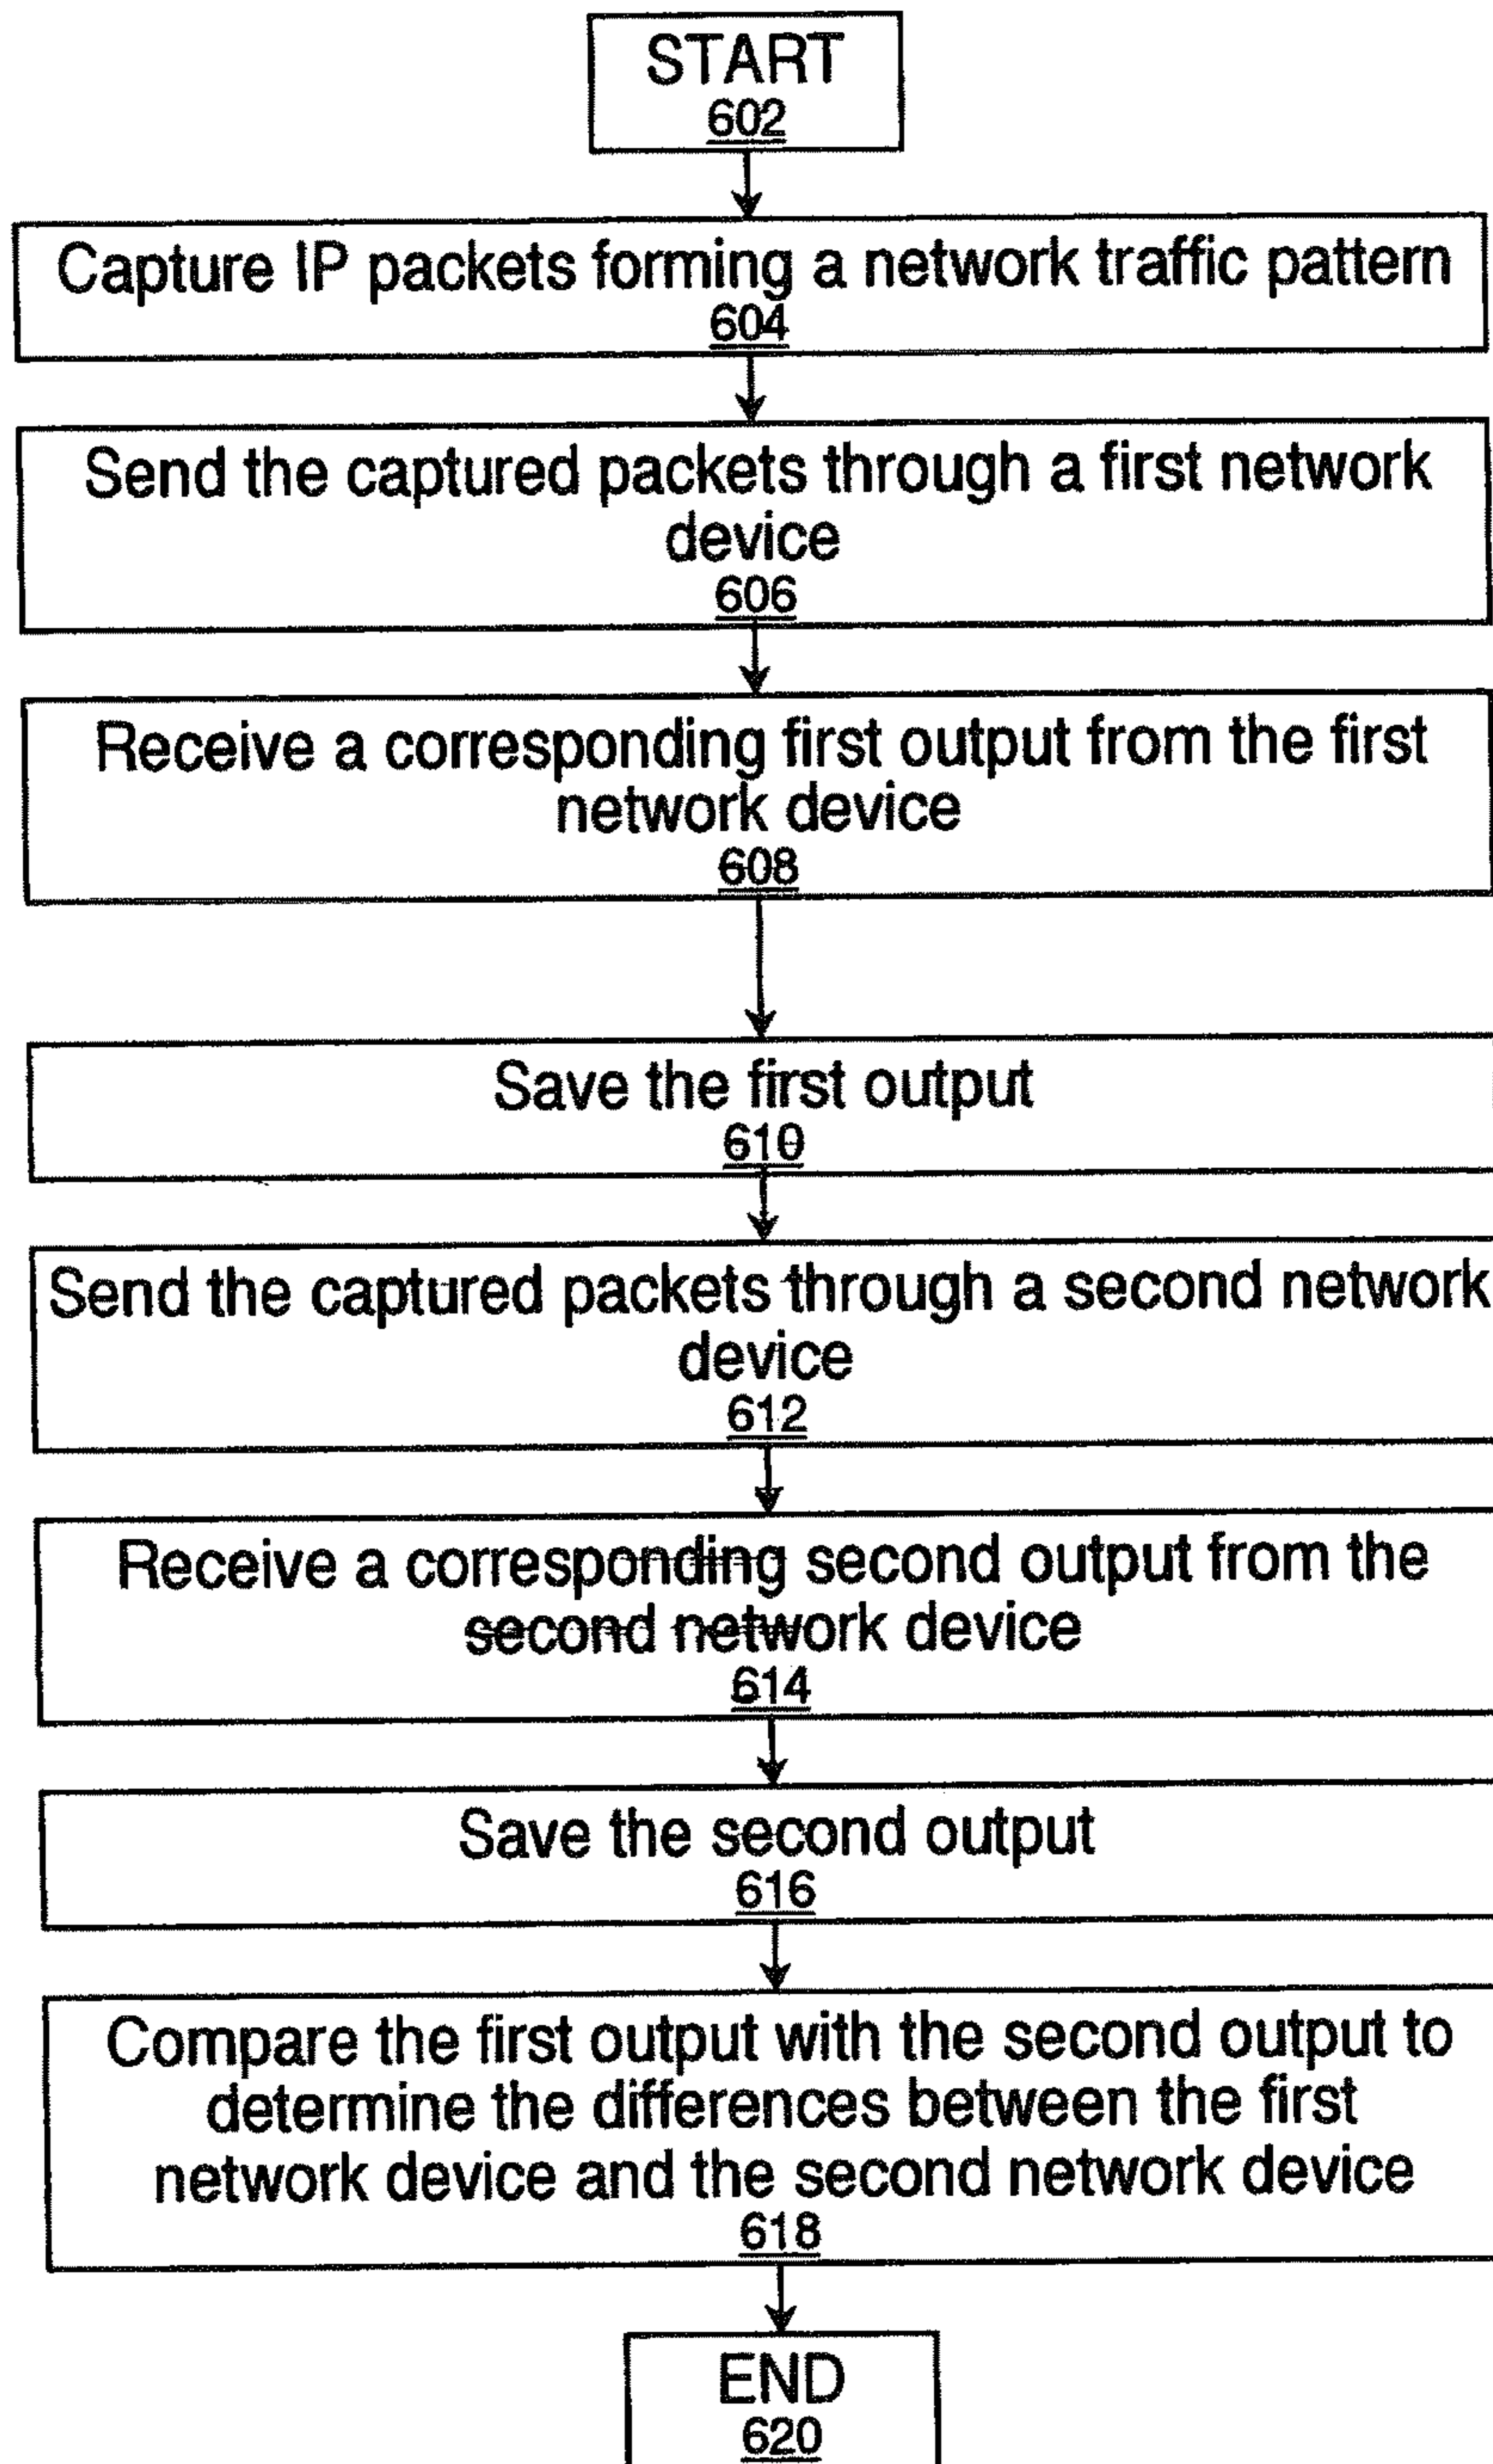 START
602
Capture IP packets forming a network traffic pattern
604
Send the captured packets through a first network
device
606
Receive a corresponding first output from the first
network device
608
Save the first output
610
Send the captured packets through a second network
device
612
Receive a corresponding second output from the
second network device
614
Save the second output
616
Compare the first output with the second output to
determine the differences between the first
network device and the second network device
618
END
620